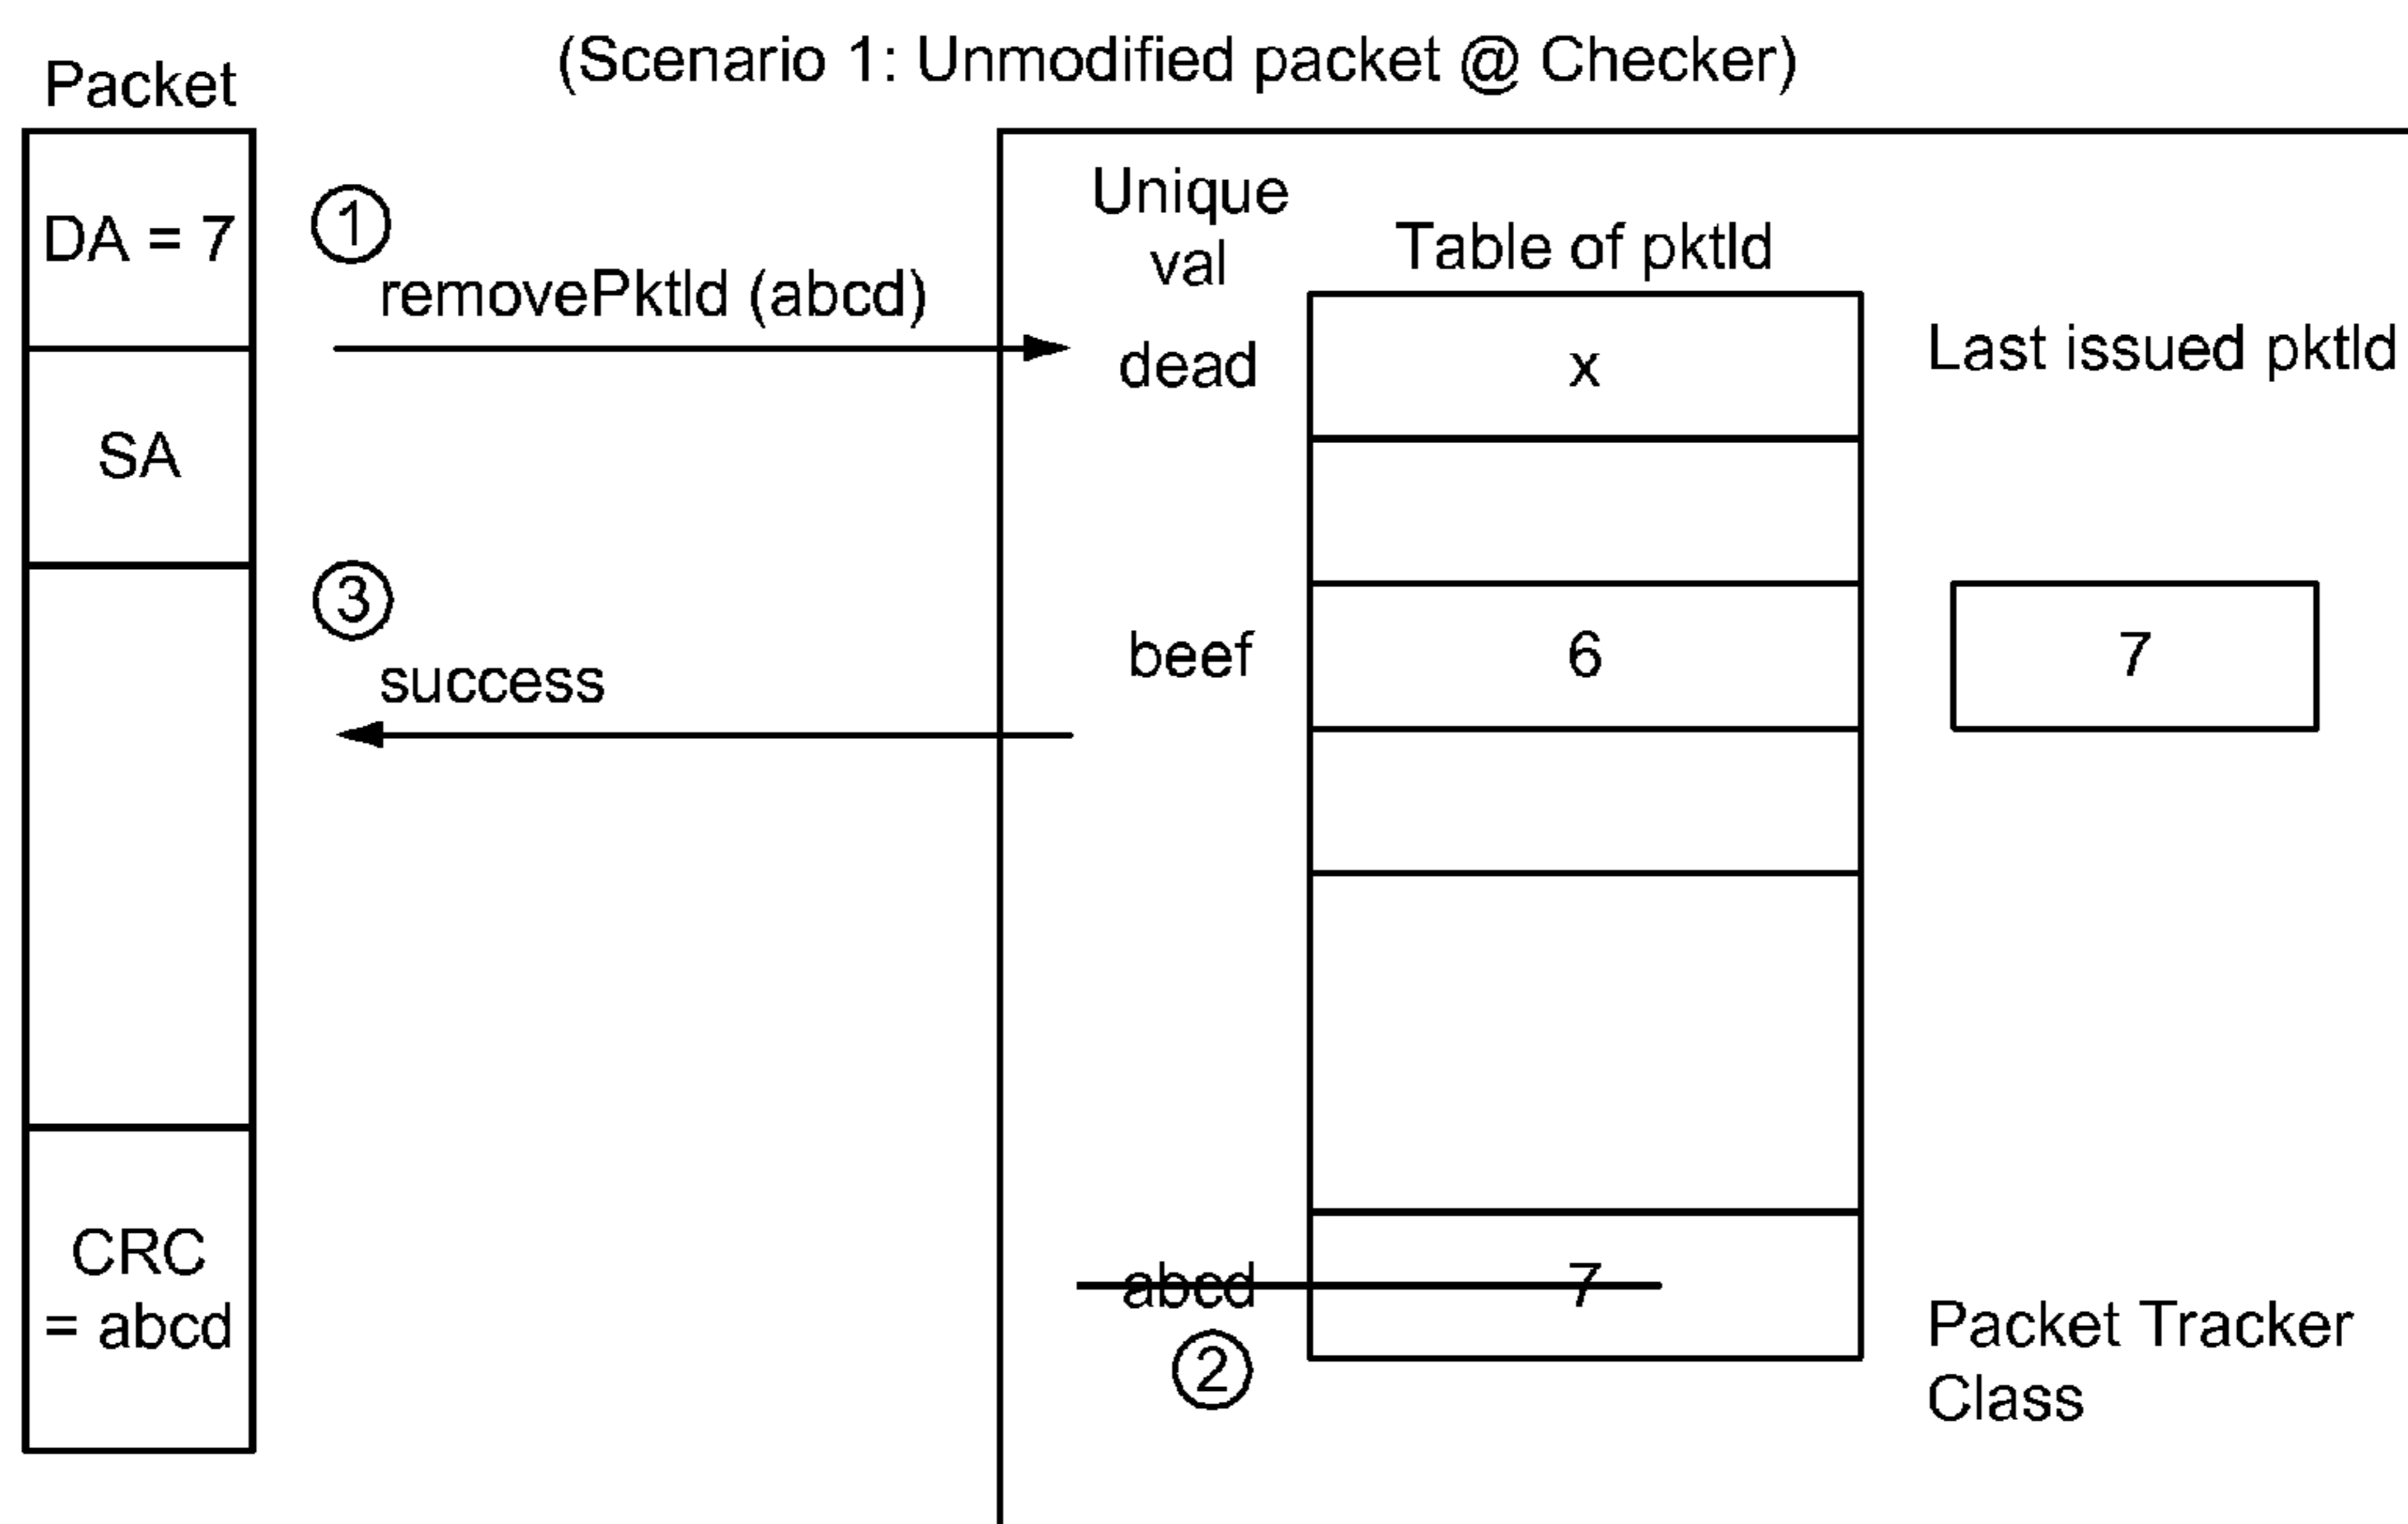 (Scenario 1: Unmodified packet @ Checker)
Packet
DA = 7
SA
CRC
= abcd
1
removePktId (abcd)
3
success
Unique
val
dead
beef
abcd
2
Table of pktId
x
6
7
Last issued pktId
7
Packet Tracker
Class